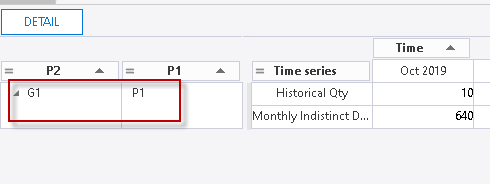 DETAIL
Time
P2 P1 Time series Oct 2019
G1 P1 Historical Qty 10
Monthly Indistinct D... 640